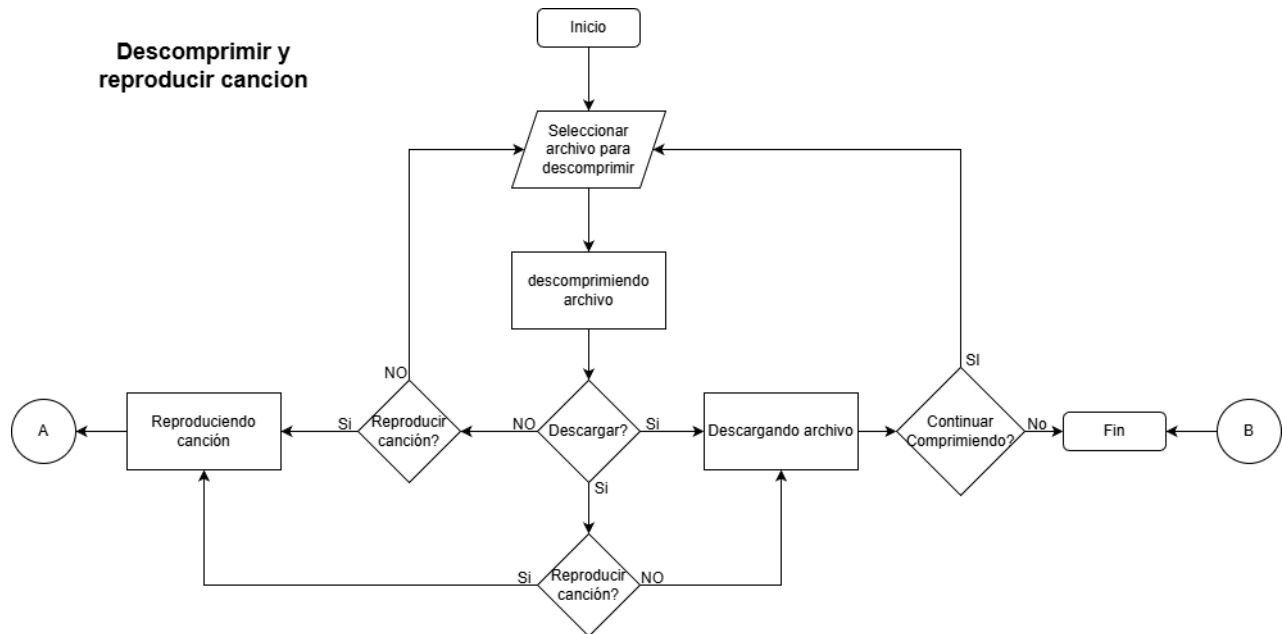 Inicio
Descomprimir y
reproducir cancion
Seleccionar
archivo para
descomprimir
descomprimiendo
archivo
NO
SI
A
Reproduciendo
canción
Si
Reproducir
canción?
NO
Descargar?
Si
Descargando archivo
Continuar
Comprimiendo?
No
Fin
B
Si
Si
Reproducir
canción?
NO